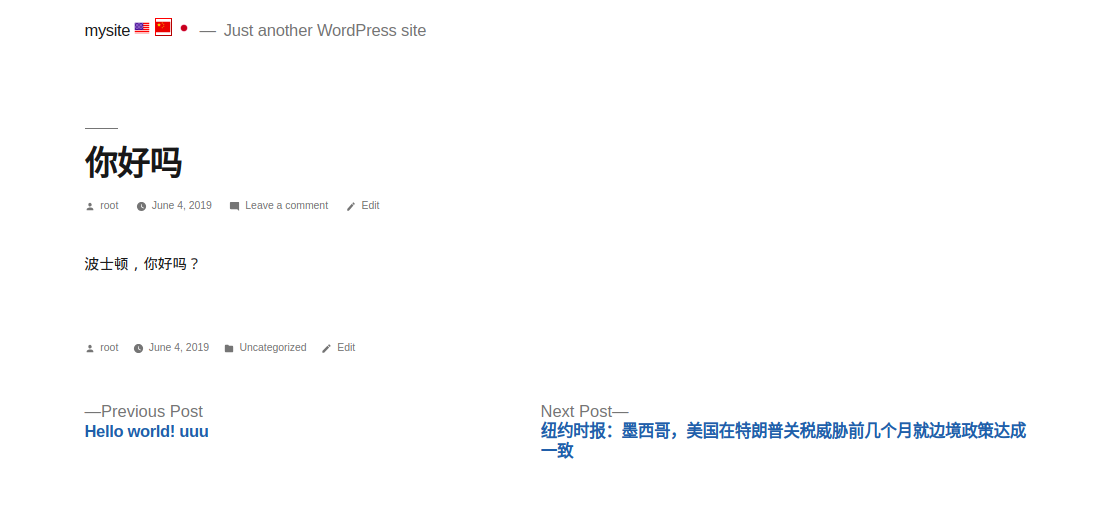 mysite — Just another WordPress site
你好吗
root June 4, 2019 Leave a comment Edit
波士顿，你好吗？
root June 4, 2019 Uncategorized Edit
—Previous Post
Hello world! uuu
Next Post—
纽约时报：墨西哥，美国在特朗普关税威胁前几个月就边境政策达成
一致